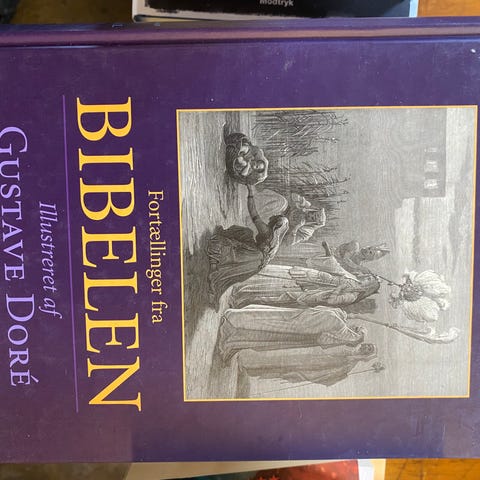 Modtryk
Fortællinger fra
BIBELEN
Illustreret af
GUSTAVE DORÉ